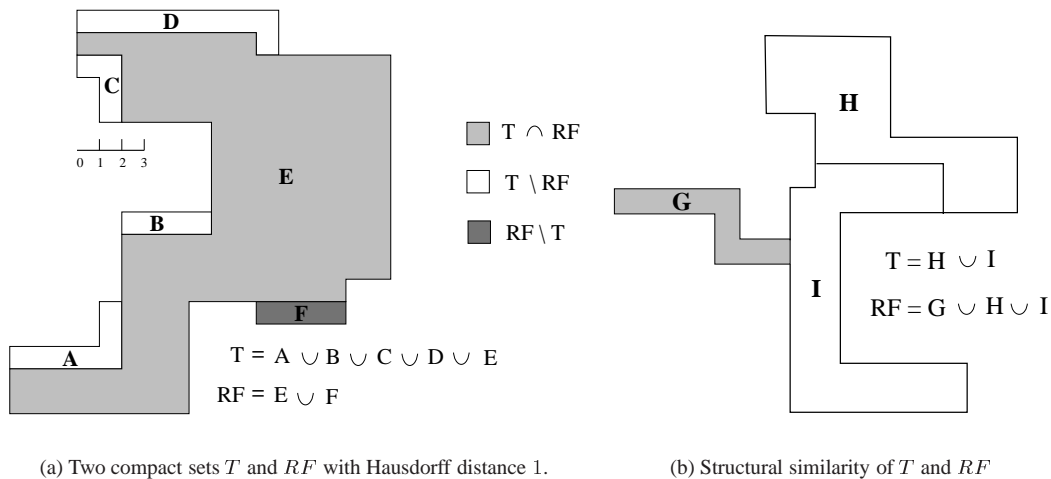 D
C
0 1 2 3
E
B
A
F
T = A ∪ B ∪ C ∪ D ∪ E
RF = E ∪ F
T ∩ RF
T \ RF
RF \ T
H
G
I
T = H ∪ I
RF = G ∪ H ∪ I
(a) Two compact sets T and RF with Hausdorff distance 1.
(b) Structural similarity of T and RF